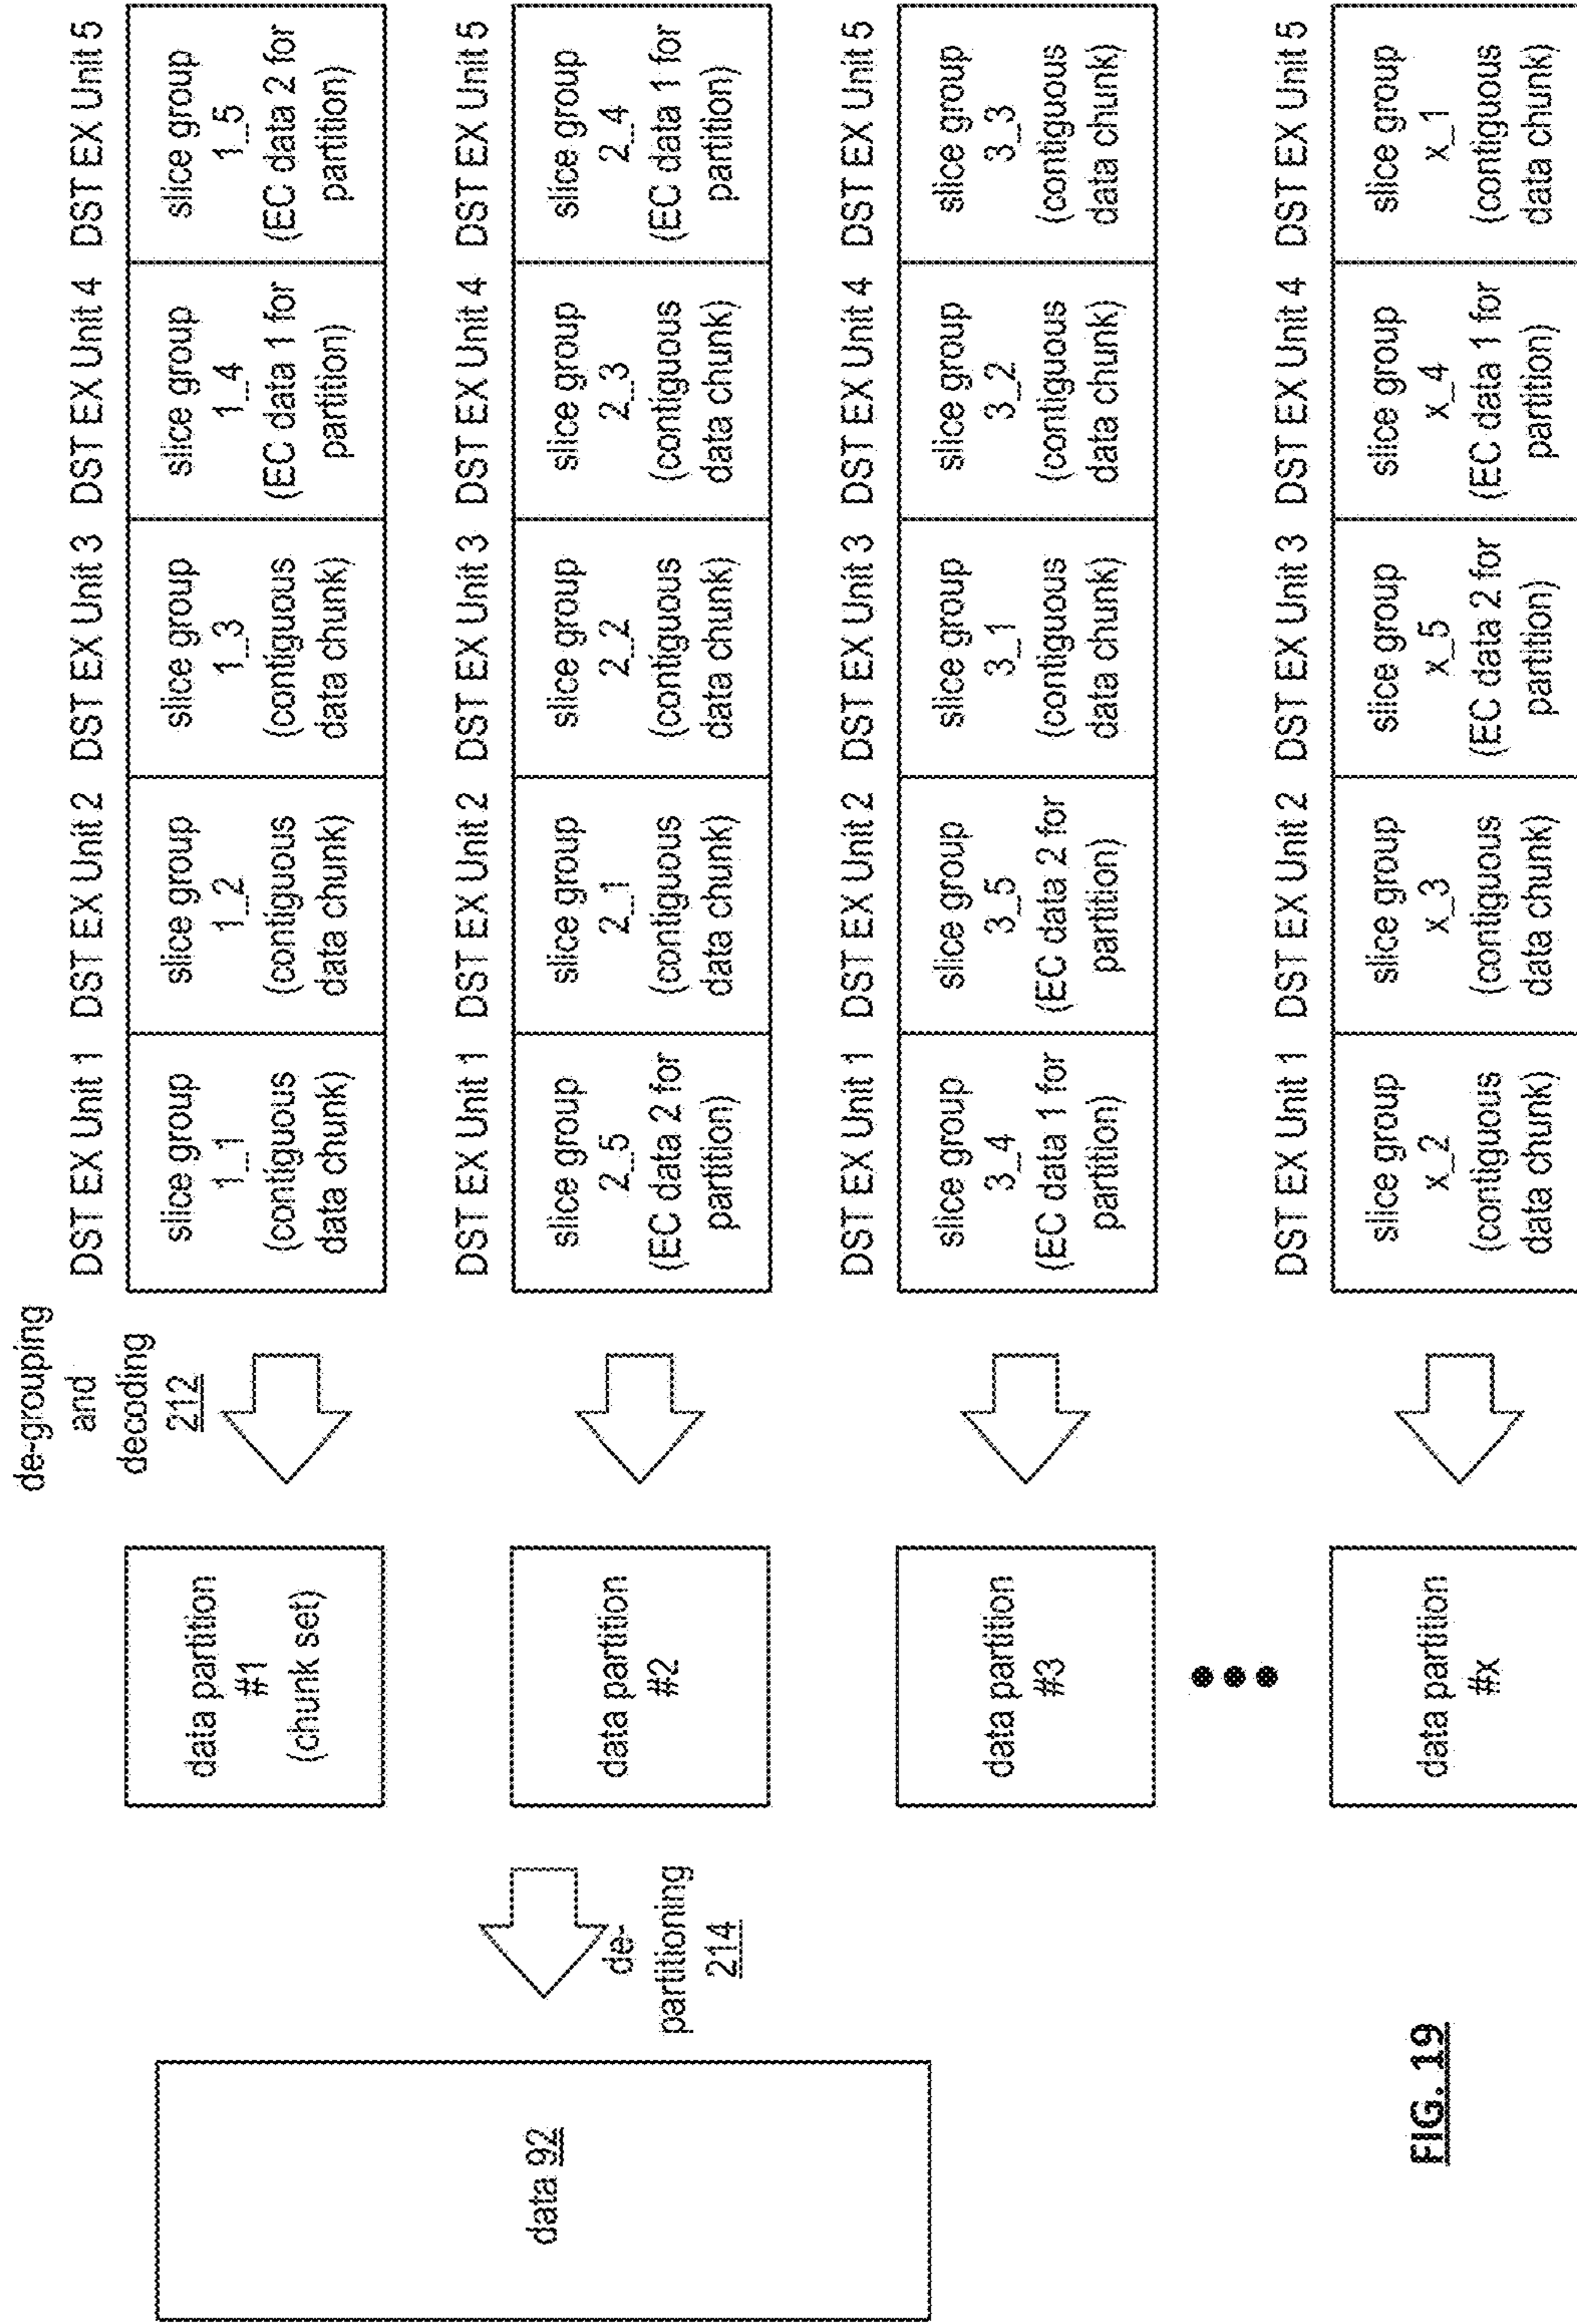 de-grouping
and
decoding
212
DST EX Unit 1 DST EX Unit 2 DST EX Unit 3 DST EX Unit 4 DST EX Unit 5
data partition
#1
(chunk set)
slice group
1_1
(contiguous
data chunk)
slice group
1_2
(contiguous
data chunk)
slice group
1_3
(contiguous
data chunk)
slice group
1_4
(EC data 1 for
partition)
slice group
1_5
(EC data 2 for
partition)
DST EX Unit 1 DST EX Unit 2 DST EX Unit 3 DST EX Unit 4 DST EX Unit 5
data 92
de-
partitioning
214
data partition
#2
slice group
2_5
(EC data 2 for
partition)
slice group
2_1
(contiguous
data chunk)
slice group
2_2
(contiguous
data chunk)
slice group
2_3
(contiguous
data chunk)
slice group
2_4
(EC data 1 for
partition)
DST EX Unit 1 DST EX Unit 2 DST EX Unit 3 DST EX Unit 4 DST EX Unit 5
data partition
#3
slice group
3_4
(EC data 1 for
partition)
slice group
3_5
(EC data 2 for
partition)
slice group
3_1
(contiguous
data chunk)
slice group
3_2
(contiguous
data chunk)
slice group
3_3
(contiguous
data chunk)
DST EX Unit 1 DST EX Unit 2 DST EX Unit 3 DST EX Unit 4 DST EX Unit 5
data partition
#x
slice group
x_2
(contiguous
data chunk)
slice group
x_3
(contiguous
data chunk)
slice group
x_5
(EC data 2 for
partition)
slice group
x_4
(EC data 1 for
partition)
slice group
x_1
(contiguous
data chunk)
FIG. 19